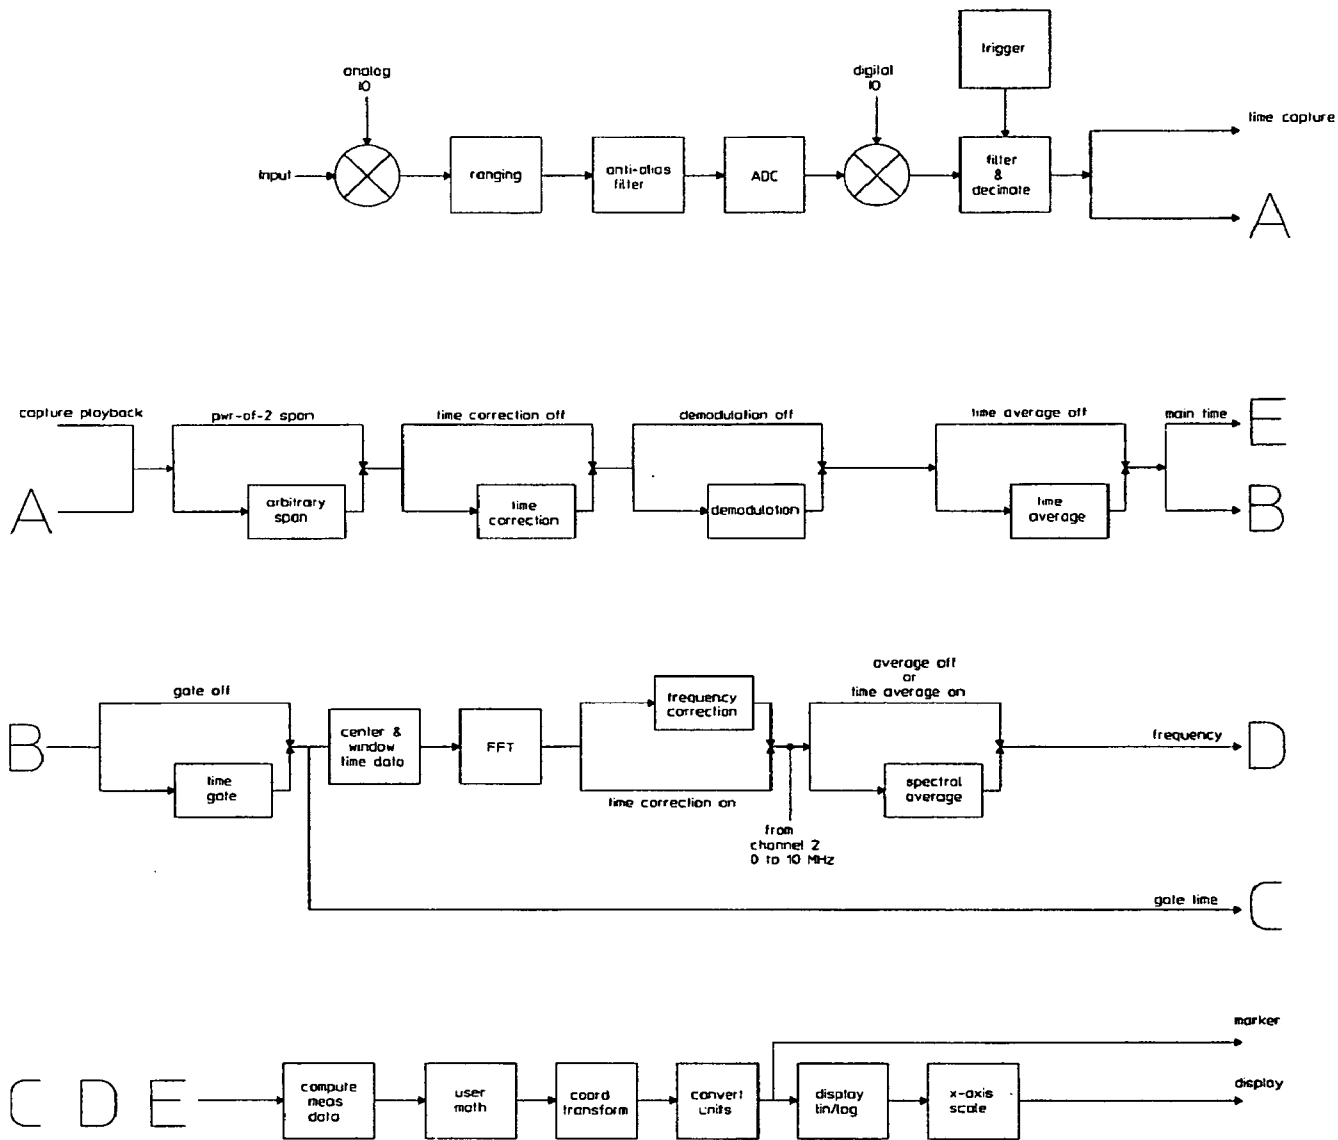 trigger
analog
LO
digital
LO
time capture
Input
ranging
anti-alias
filter
ADC
filter
&
decimate
A
capture playback
pwr-of-2 span
time correction off
demodulation off
time average off
main time
E
A
arbitrary
span
time
correction
demodulation
time
average
B
average off
or
time average on
gate off
frequency
correction
B
center &
window
time data
FFT
frequency
D
time
gate
time correction on
spectral
average
from
channel 2
0 to 10 MHz
gate time
C
marker
C D E
compute
meas
data
user
math
coord
transform
convert
units
display
lin/log
x-axis
scale
display